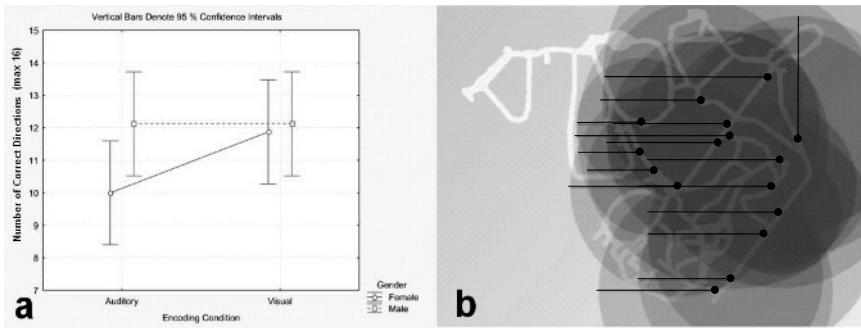 Vertical Bars Denote 95 % Confidence Intervals
Number of Correct Directions (max 16)
15
14
13
12
11
10
9
8
7
Auditory
Visual
Encoding Condition
Gender
Female
Male
a
b